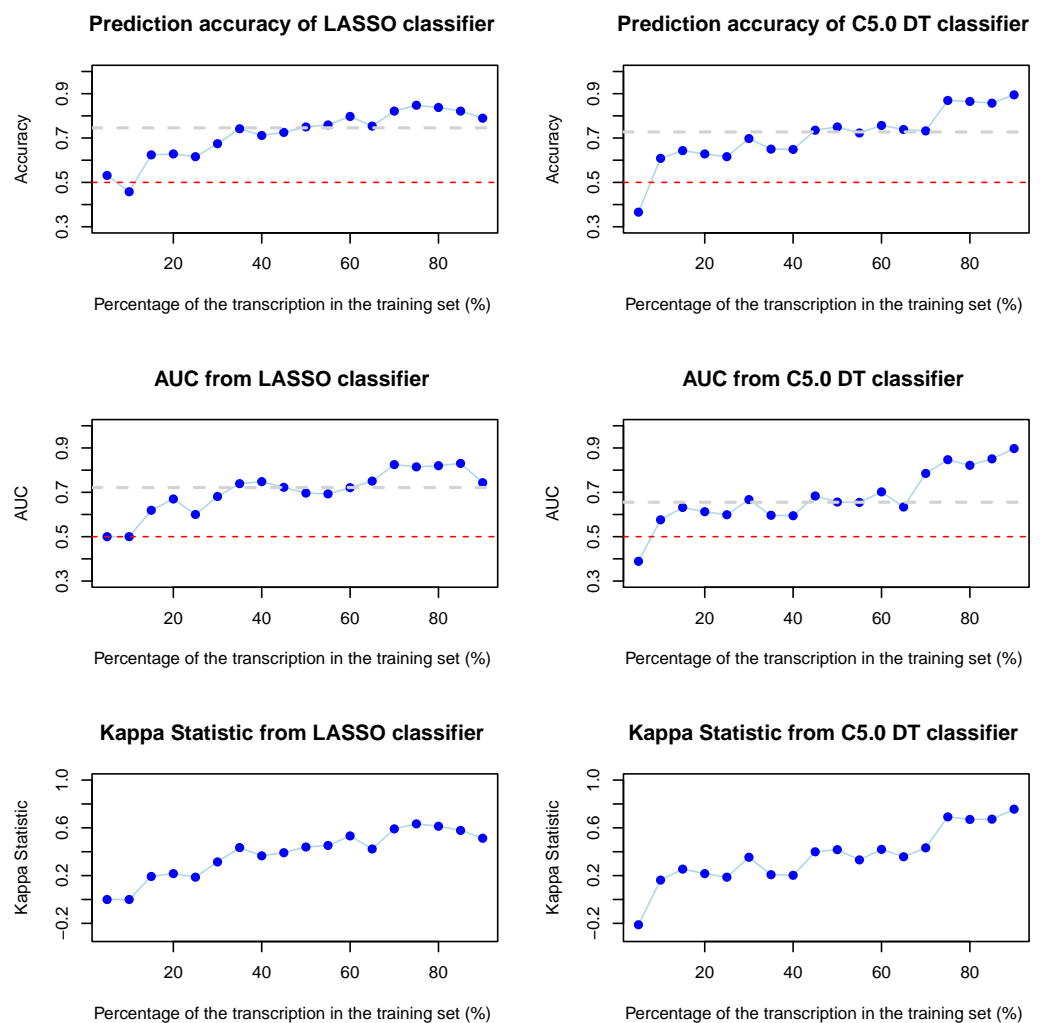 Prediction accuracy of LASSO classifier
Accuracy
0.3 0.5 0.7 0.9
20 40 60 80
Percentage of the transcription in the training set (%)
Prediction accuracy of C5.0 DT classifier
Accuracy
0.3 0.5 0.7 0.9
20 40 60 80
Percentage of the transcription in the training set (%)
AUC from LASSO classifier
AUC
0.3 0.5 0.7 0.9
20 40 60 80
Percentage of the transcription in the training set (%)
AUC from C5.0 DT classifier
AUC
0.3 0.5 0.7 0.9
20 40 60 80
Percentage of the transcription in the training set (%)
Kappa Statistic from LASSO classifier
Kappa Statistic
−0.2 0.2 0.6 1.0
20 40 60 80
Percentage of the transcription in the training set (%)
Kappa Statistic from C5.0 DT classifier
Kappa Statistic
−0.2 0.2 0.6 1.0
20 40 60 80
Percentage of the transcription in the training set (%)